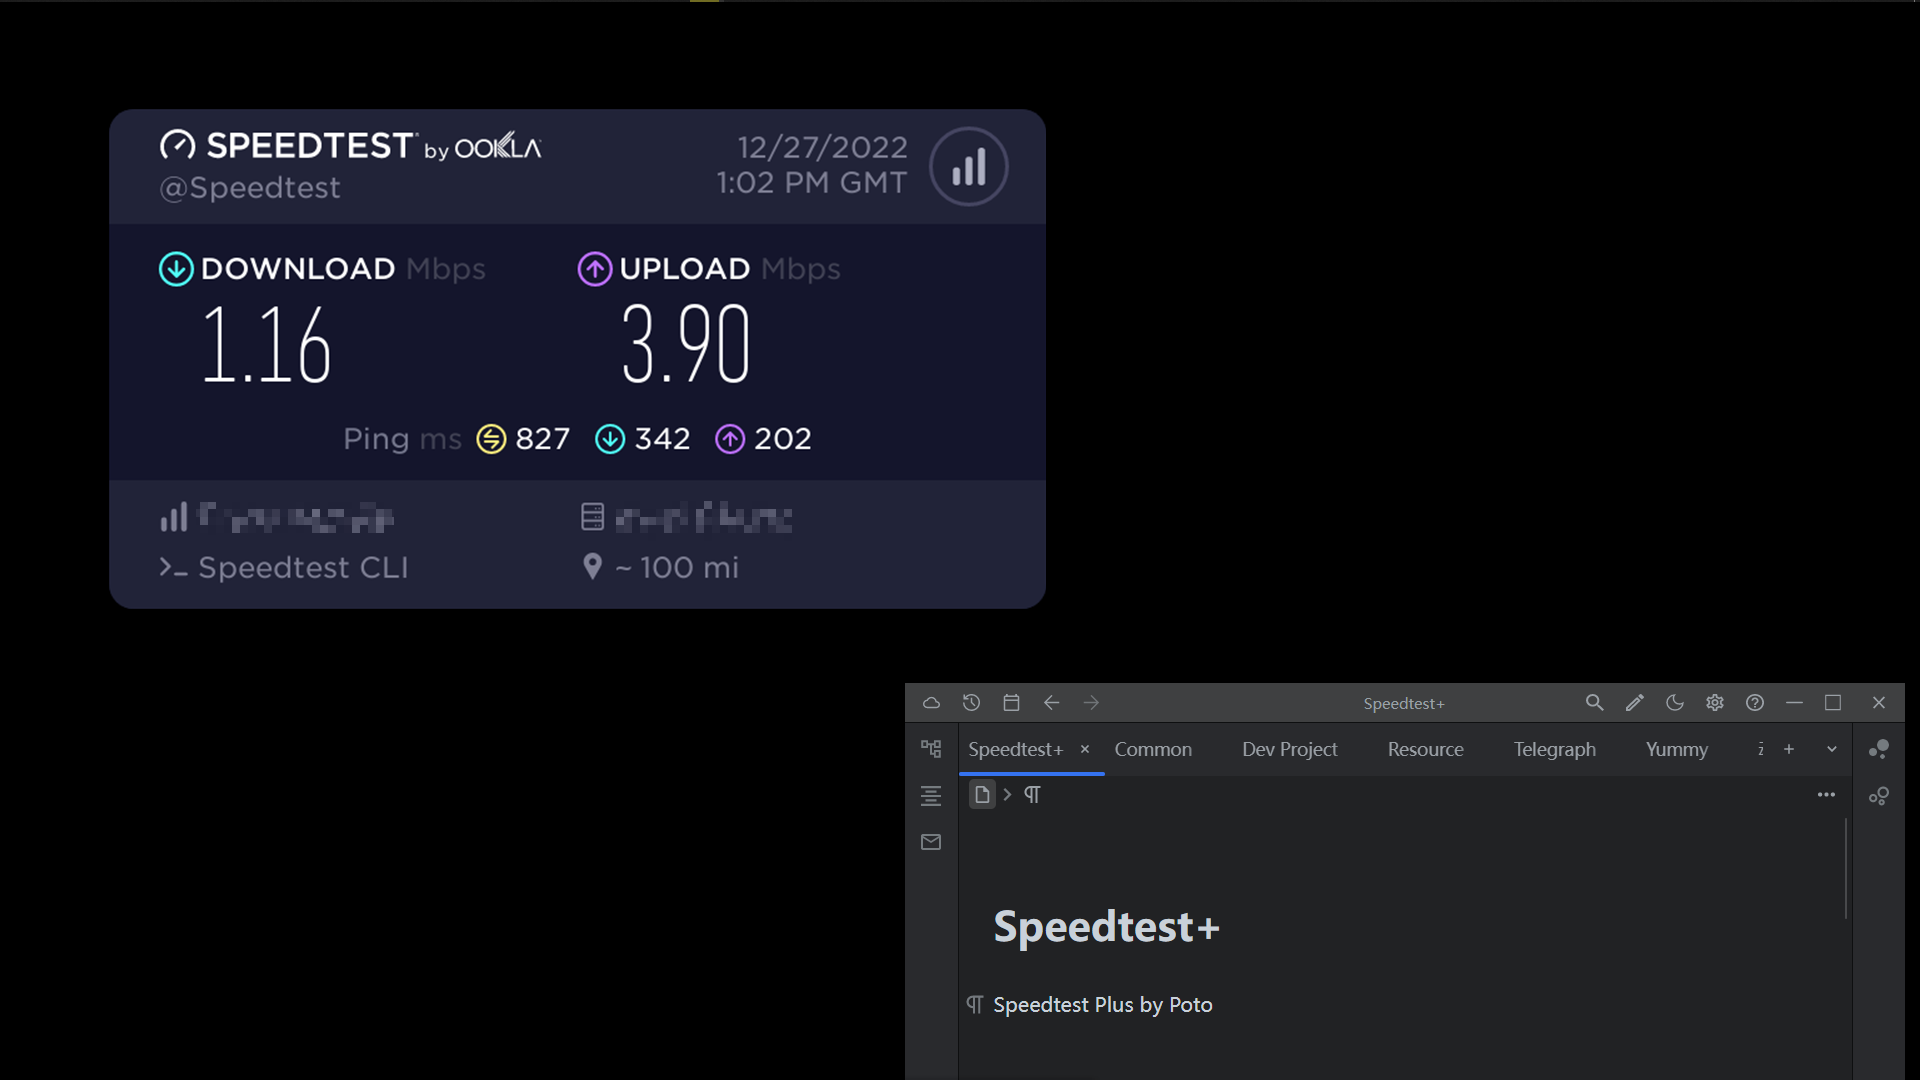 SPEEDTEST by OOKLA
@Speedtest
12/27/2022
1:02 PM GMT
DOWNLOAD Mbps
1.16
UPLOAD Mbps
3.90
Ping ms 827 342 202
Speedtest CLI
~ 100 mi
Speedtest+
Speedtest+ Common Dev Project Resource Telegraph Yummy
Speedtest+
Speedtest Plus by Poto